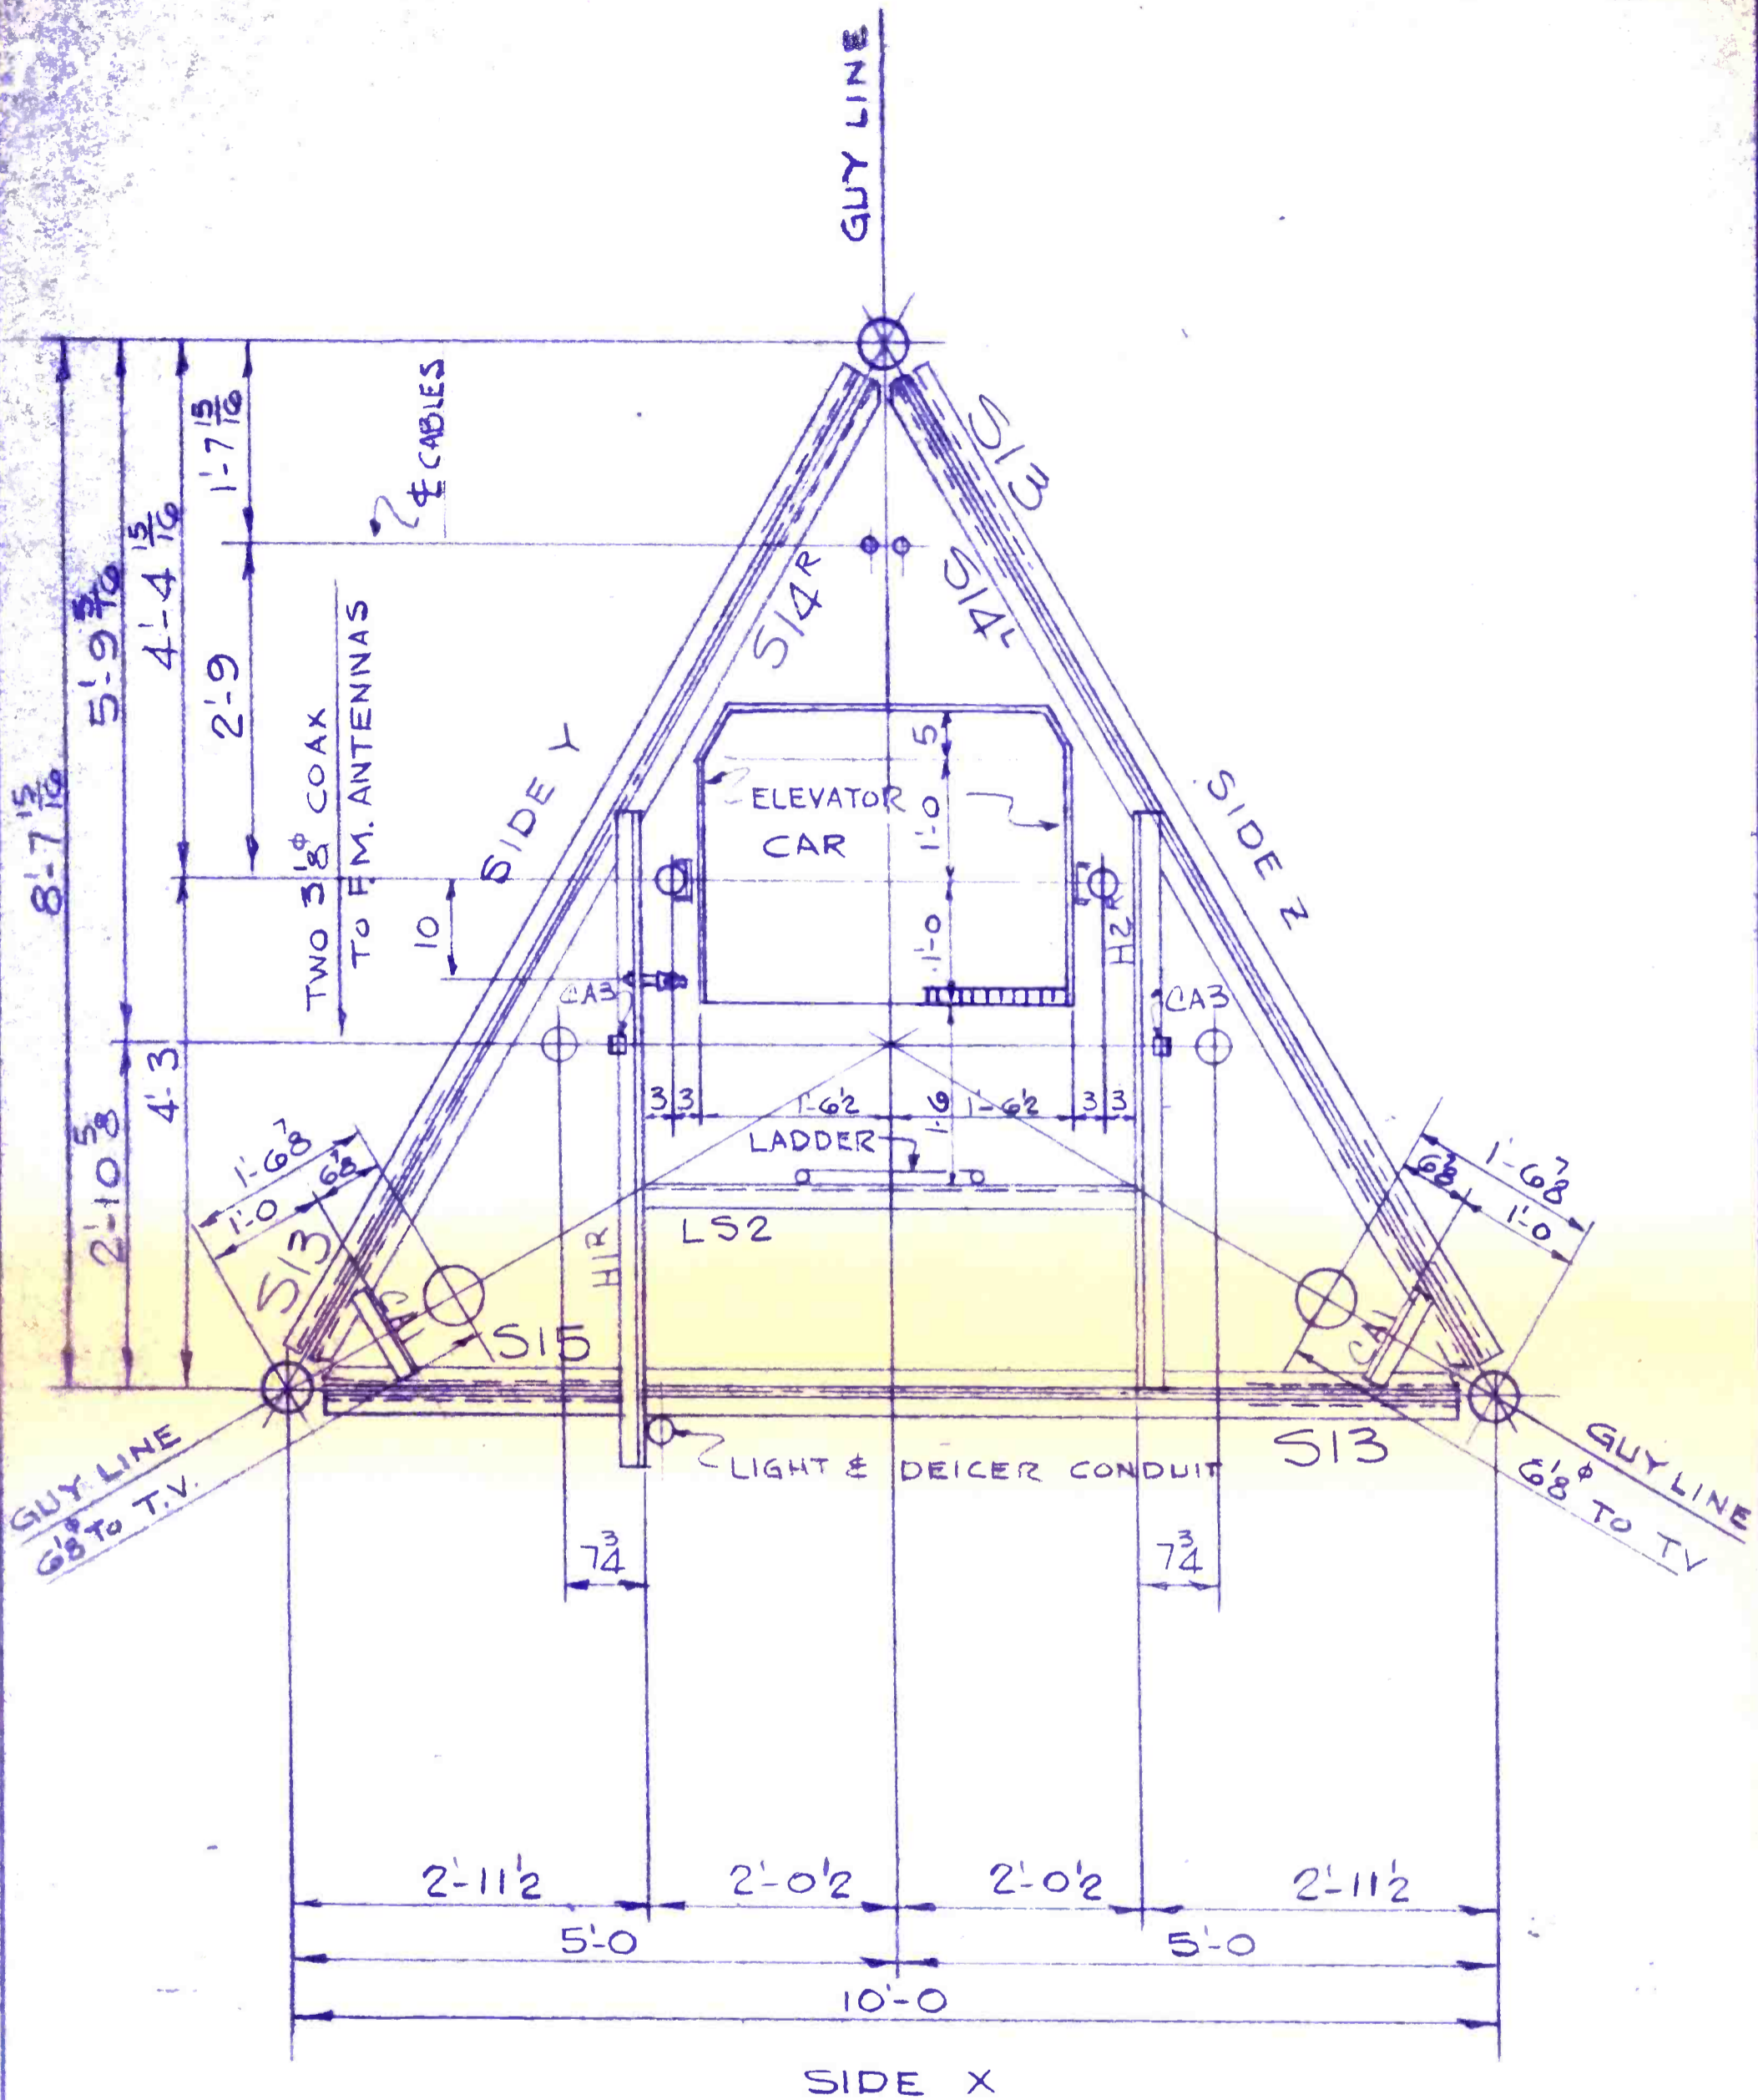 GUY LINE
1'-7 15/16
℄ CABLES
S13
8'-7 15/16
5'-9 5/16
4'-4 15/16
2'-9
TWO 3 1/8ᶲ COAX
TO F.M. ANTENNAS
S14R
S14L
SIDE Y
SIDE Z
5
ELEVATOR
CAR
1'-0
1'-0
10
H2R
CA3
CA3
4'-3
2'-10 5/8
3 3
1'-6 1/2
1'-6
1'-6 1/2
3 3
LADDER
1'-6 7/8
6 7/8
1'-0
6 7/8
1'-6 7/8
1'-0
S13
H1R
LS2
S15
CA1
S13
GUY LINE
6 1/8ᶲ TO T.V.
LIGHT & DEICER CONDUIT
GUY LINE
6 1/8ᶲ TO TV
7 3/4
7 3/4
2'-11 1/2
2'-0 1/2
2'-0 1/2
2'-11 1/2
5'-0
5'-0
10'-0
SIDE X